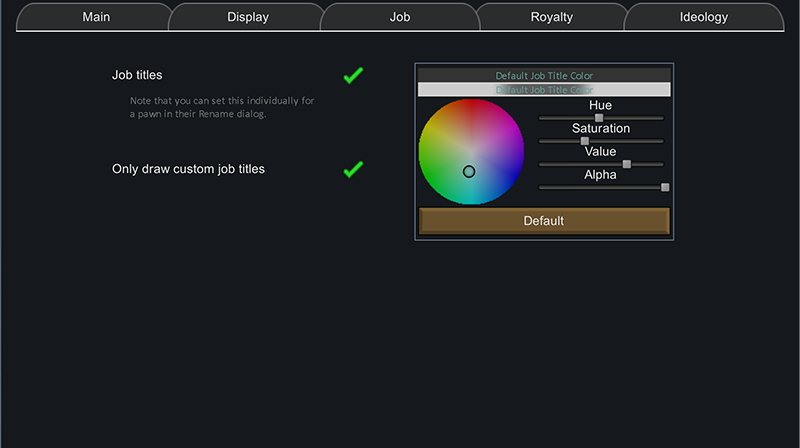 Main
Display
Job
Royalty
Ideology
Job titles
Note that you can set this individually for
a pawn in their Rename dialog.
Only draw custom job titles
Default Job Title Color
Default Job Title Color
Hue
Saturation
Value
Alpha
Default